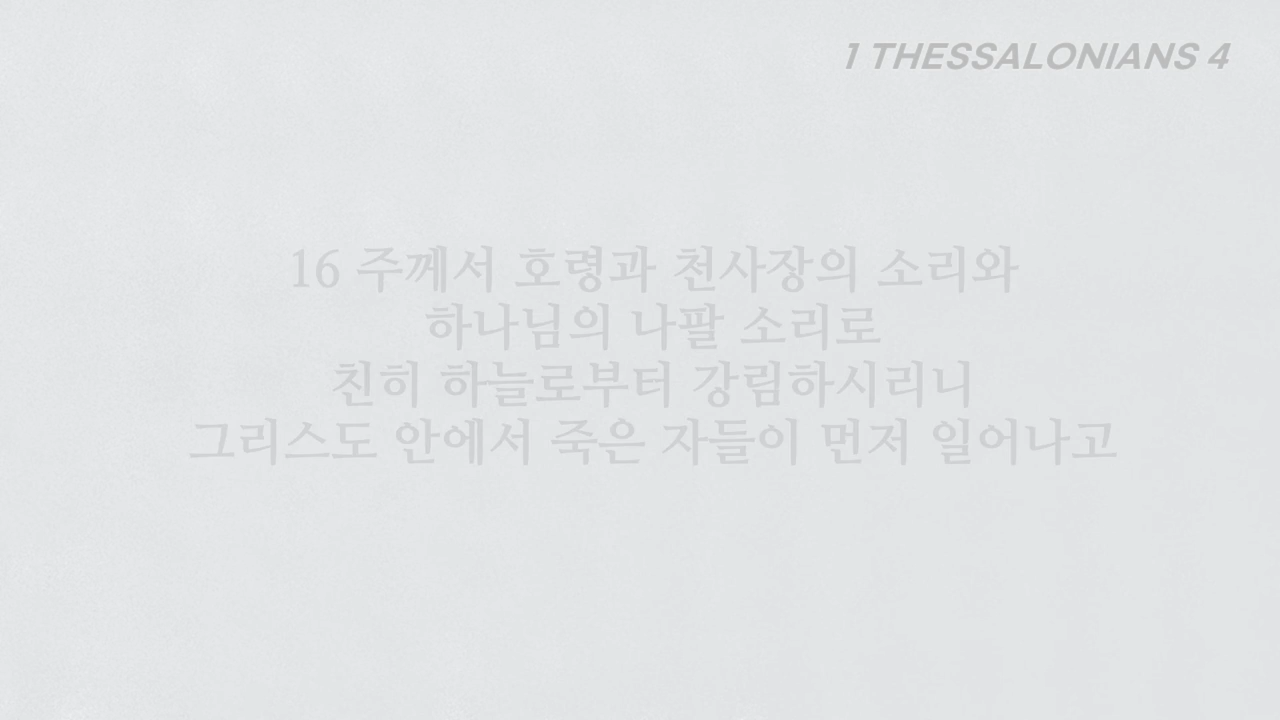 1 THESSALONIANS 4
16 주께서 호령과 천사장의 소리와
하나님의 나팔 소리로
친히 하늘로부터 강림하시리니
그리스도 안에서 죽은 자들이 먼저 일어나고